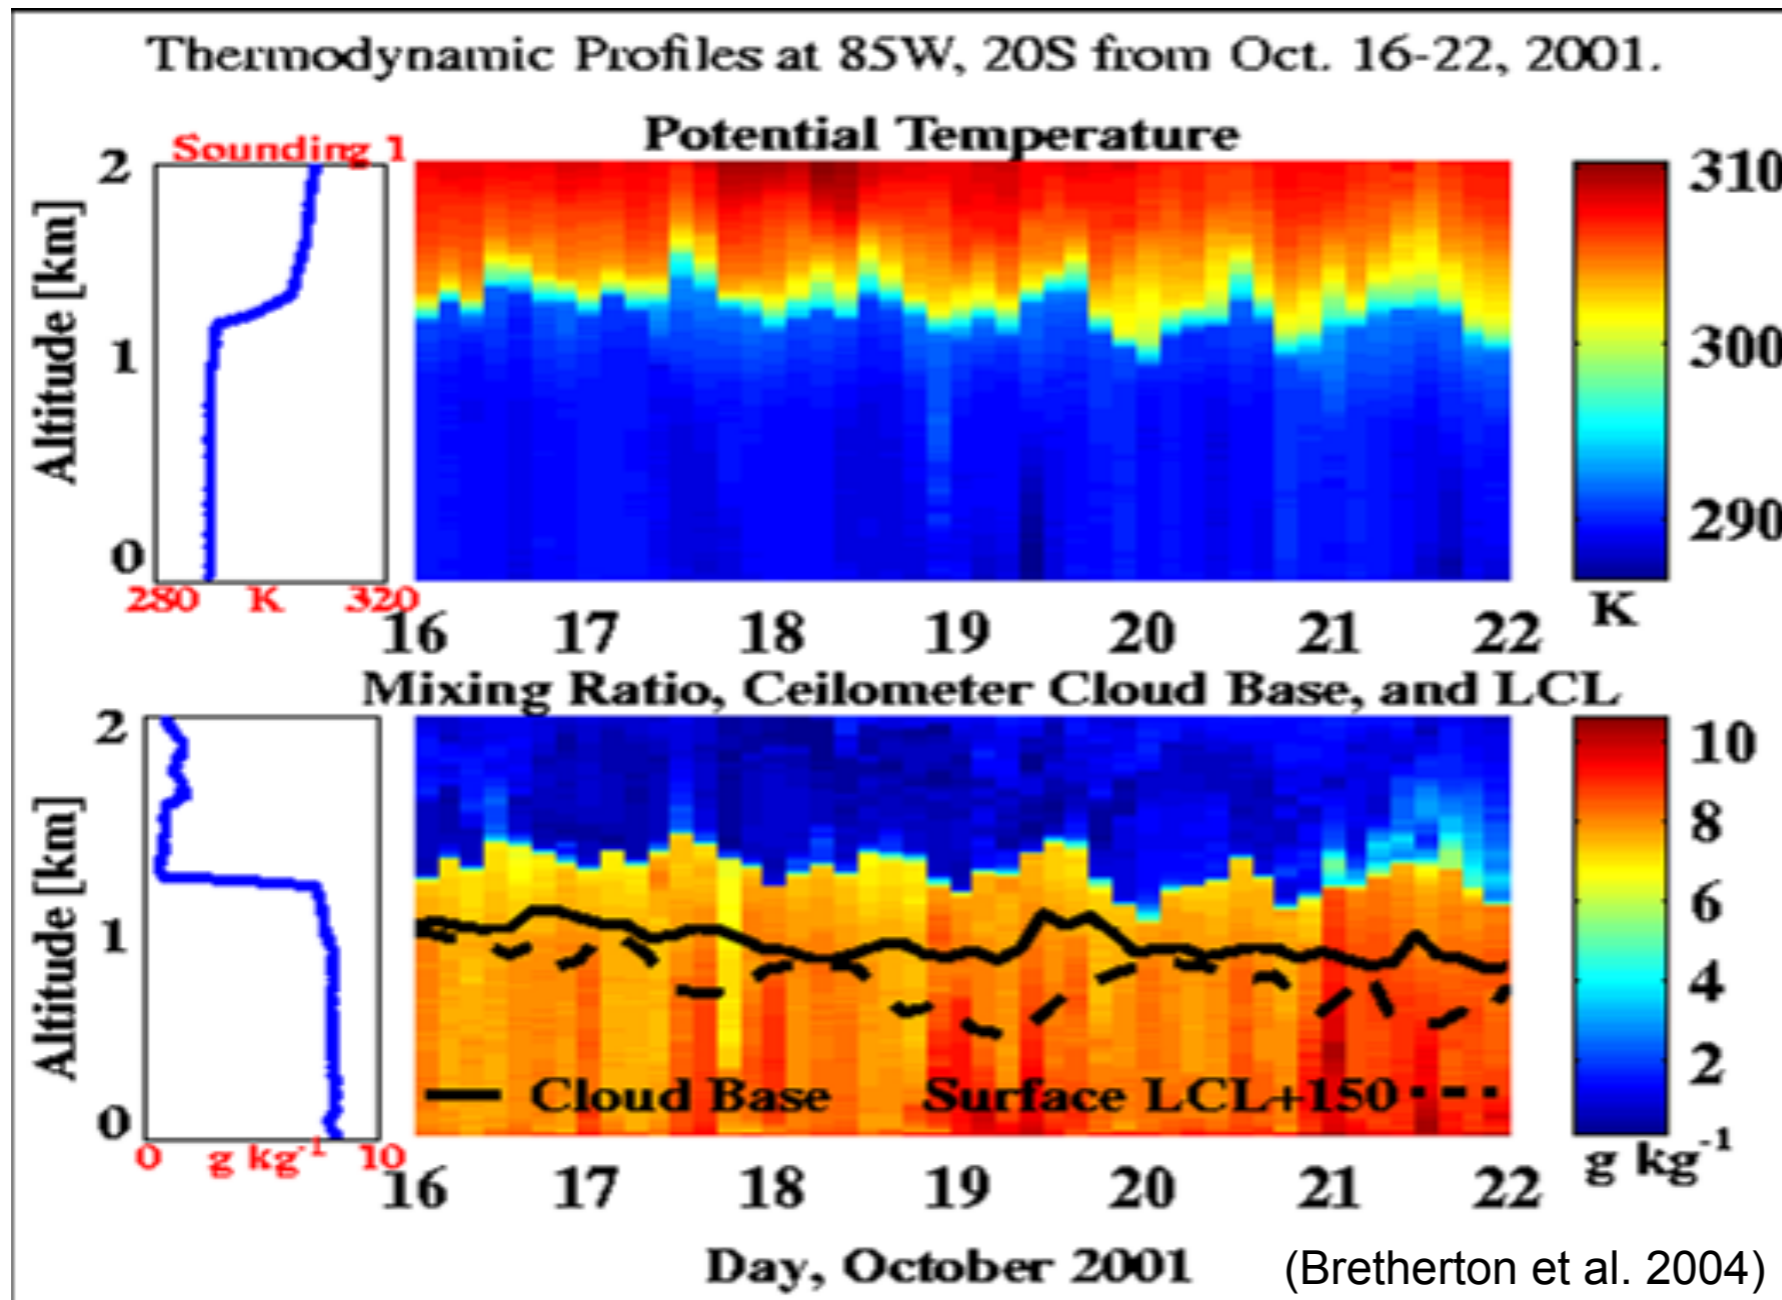 Thermodynamic Profiles at 85W, 20S from Oct. 16-22, 2001.
Potential Temperature
Sounding 1
2
1
0
Altitude [km]
280 K 320
310
300
290
K
16 17 18 19 20 21 22
Mixing Ratio, Ceilometer Cloud Base, and LCL
2
1
0
Altitude [km]
0 g kg-1 10
Cloud Base
Surface LCL+150
10
8
6
4
2
g kg-1
16 17 18 19 20 21 22
Day, October 2001
(Bretherton et al. 2004)